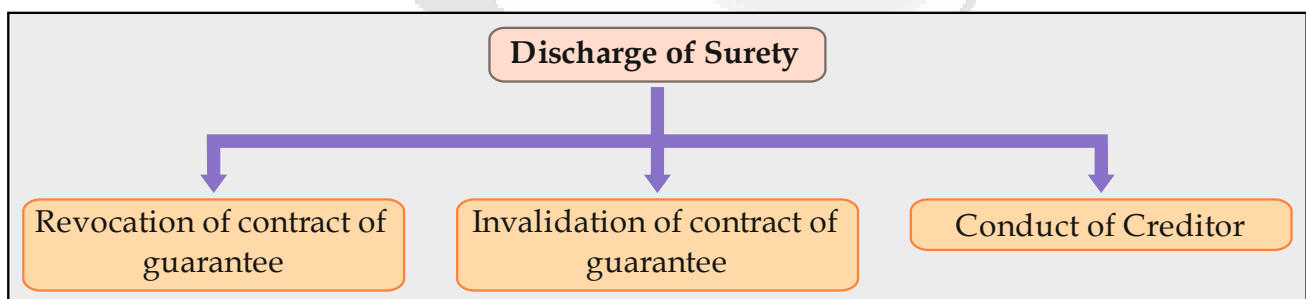 Discharge of Surety
Revocation of contract of
guarantee
Invalidation of contract of
guarantee
Conduct of Creditor